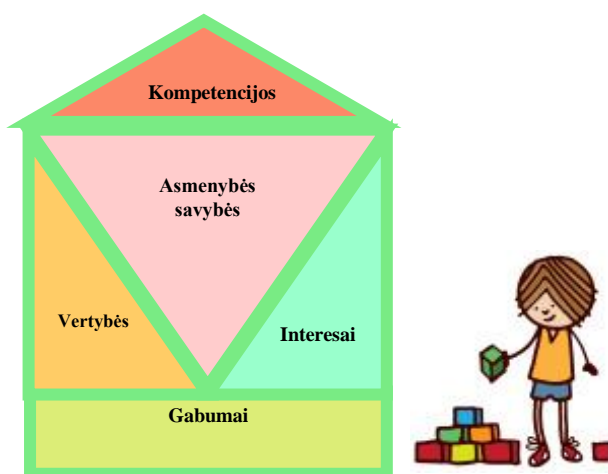 Kompetencijos
Asmenybės
savybės
Vertybės
Interesai
Gabumai